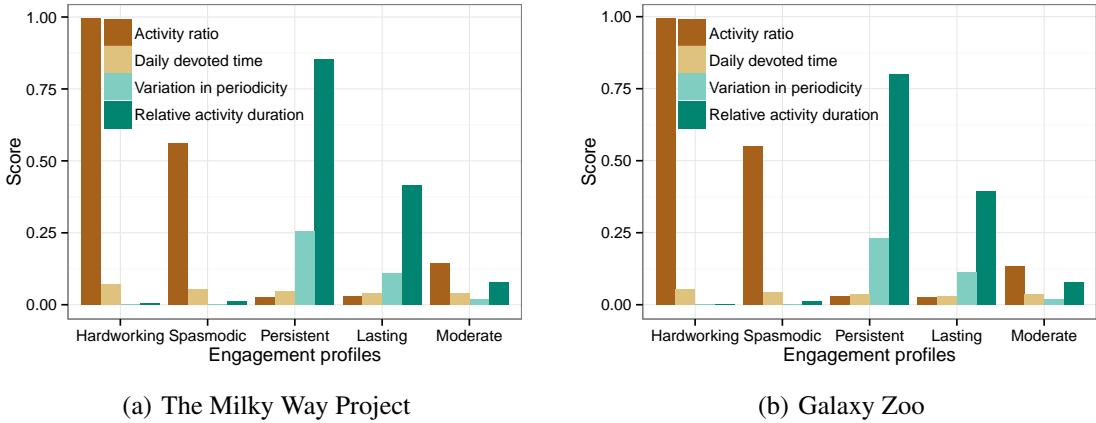 1.00
0.75
0.50
0.25
0.00
Score
Activity ratio
Daily devoted time
Variation in periodicity
Relative activity duration
Hardworking Spasmodic Persistent Lasting Moderate
Engagement profiles
(a) The Milky Way Project
1.00
0.75
0.50
0.25
0.00
Score
Activity ratio
Daily devoted time
Variation in periodicity
Relative activity duration
Hardworking Spasmodic Persistent Lasting Moderate
Engagement profiles
(b) Galaxy Zoo